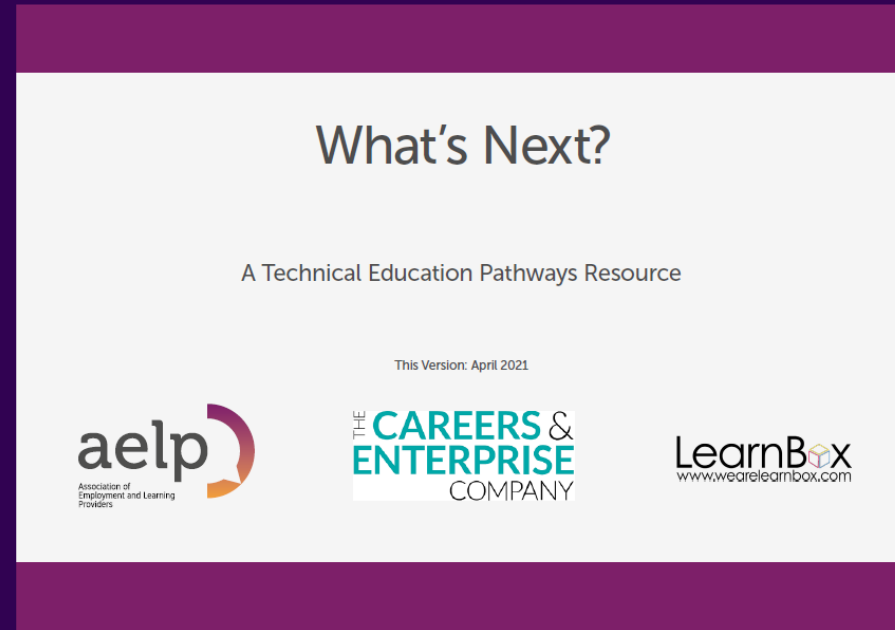 What's Next?
A Technical Education Pathways Resource
This Version: April 2021
aelp
Association of
Employment and Learning
Providers
THE CAREERS &
ENTERPRISE
COMPANY
LearnBox
www.wearelearnbox.com